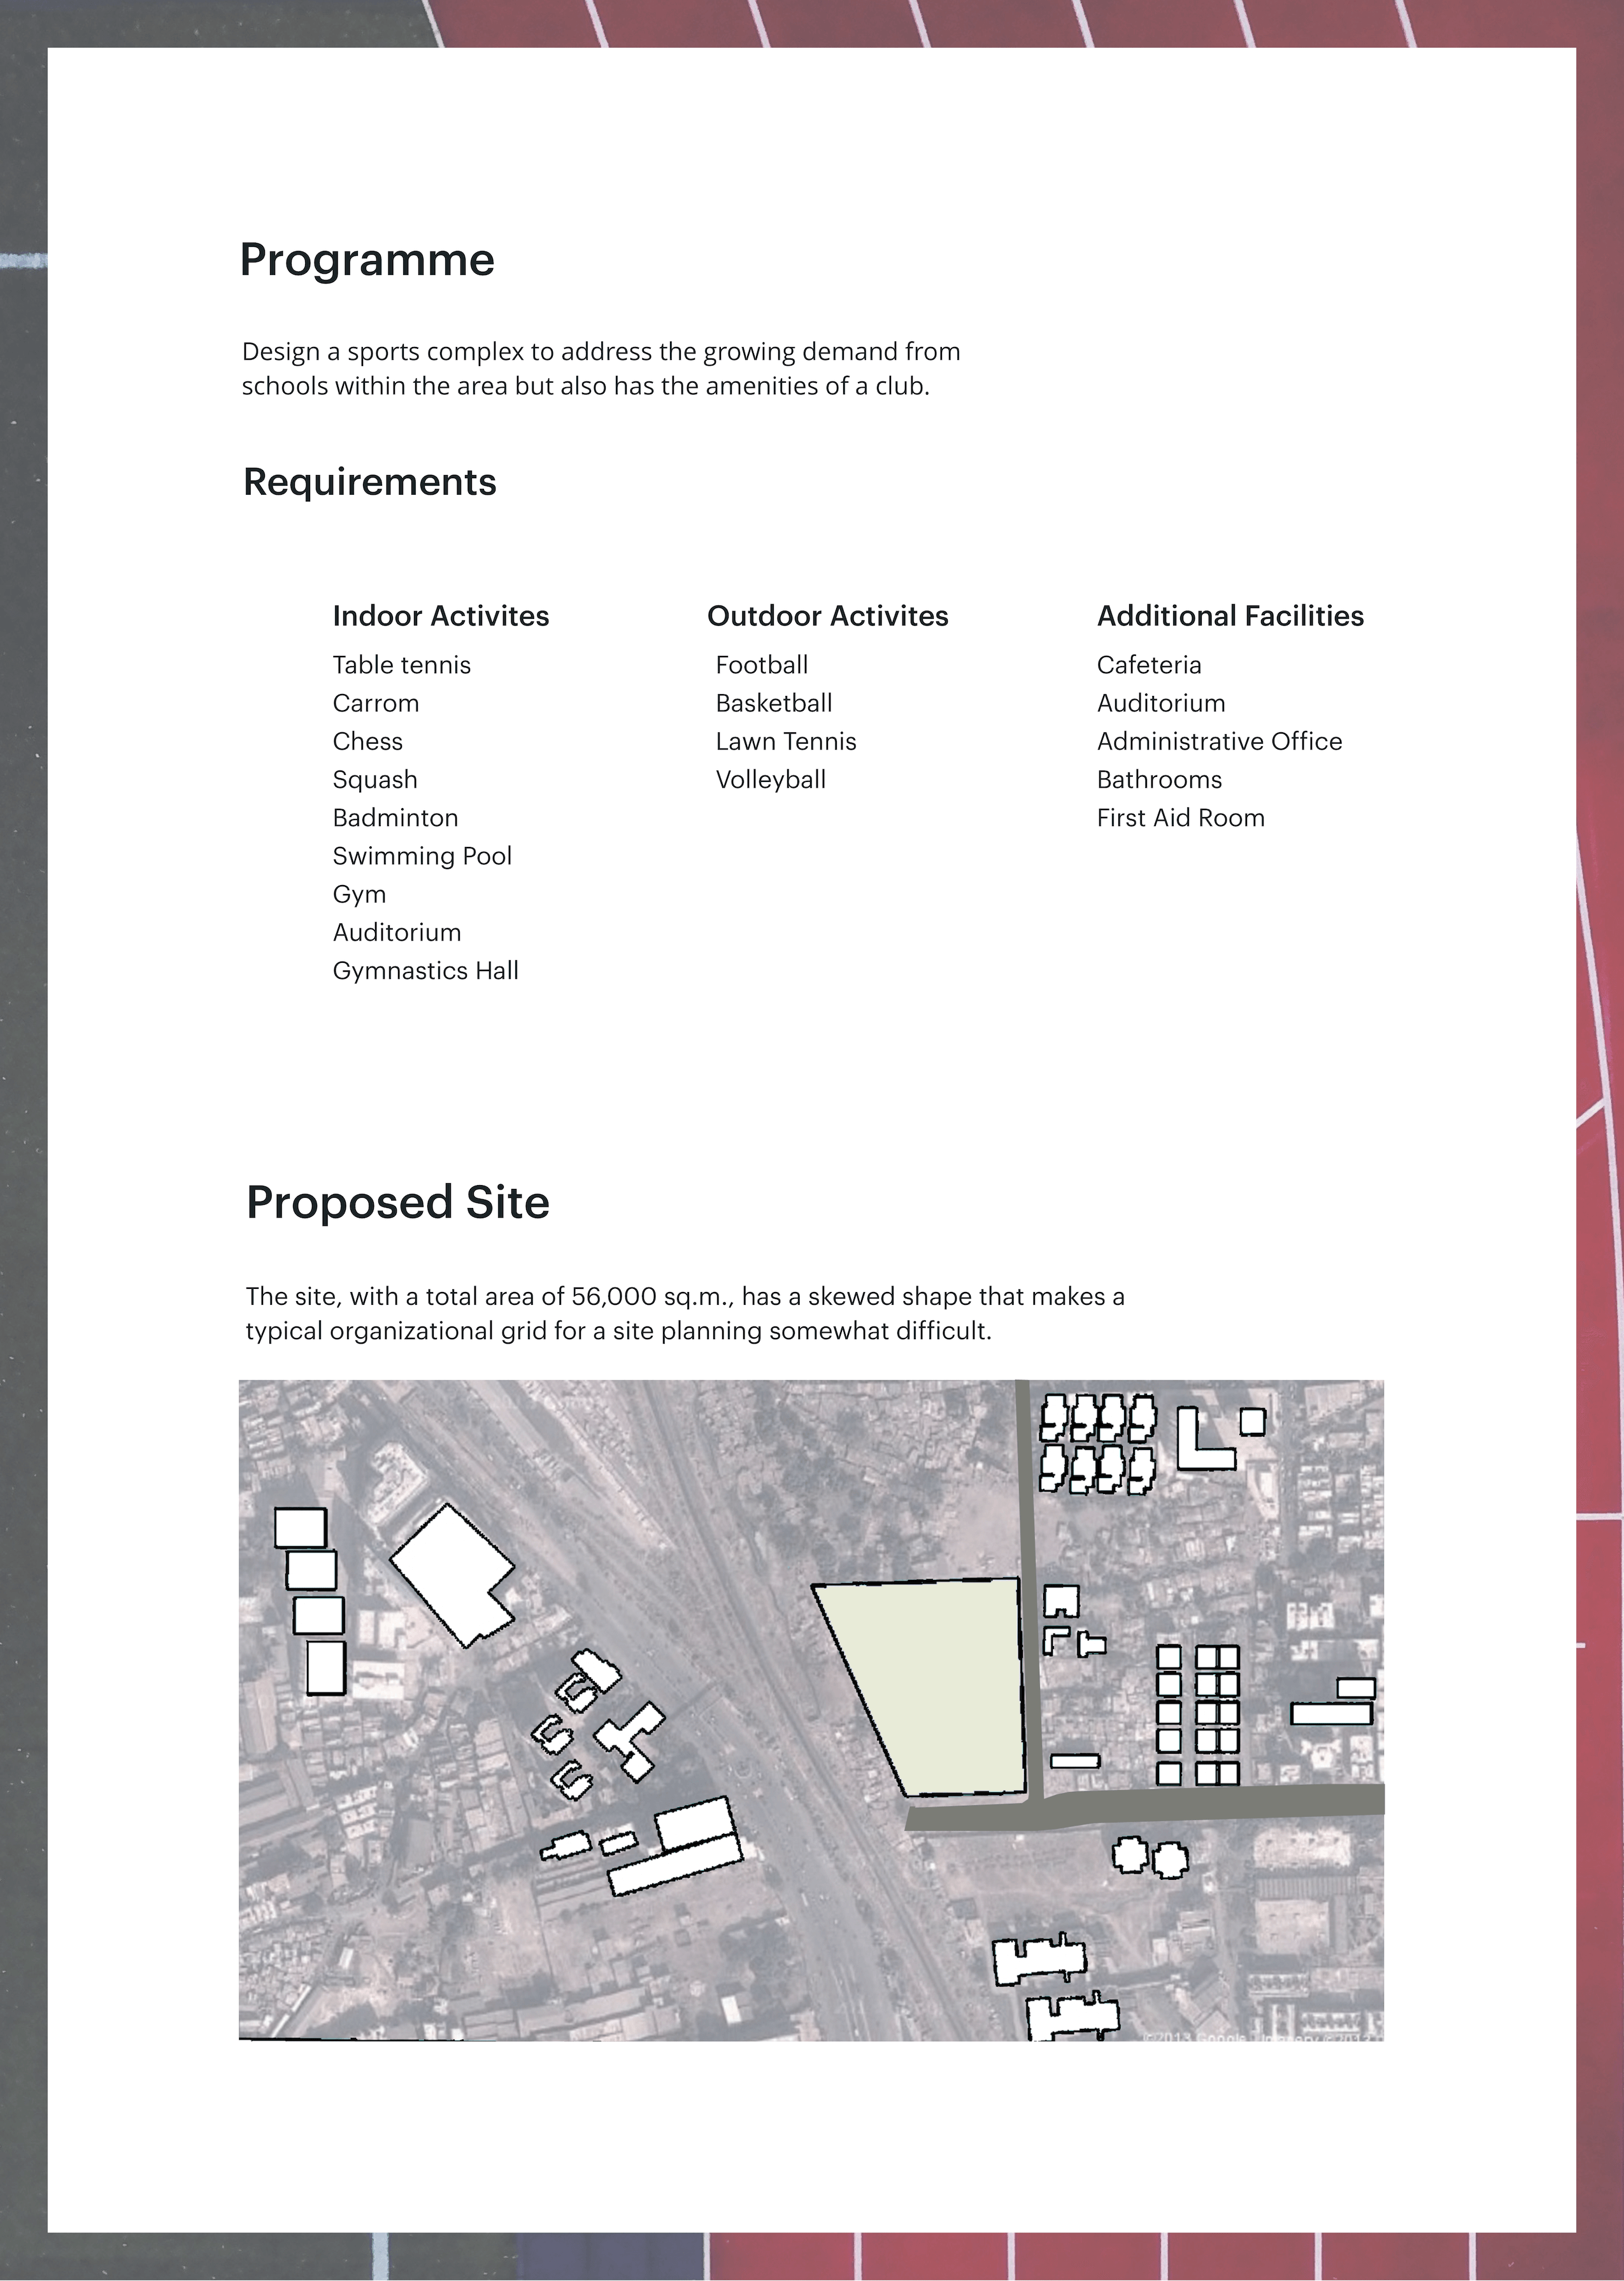 Programme
Design a sports complex to address the growing demand from
schools within the area but also has the amenities of a club.
Requirements
Indoor Activites
Table tennis
Carrom
Chess
Squash
Badminton
Swimming Pool
Gym
Auditorium
Gymnastics Hall
Outdoor Activites
Football
Basketball
Lawn Tennis
Volleyball
Additional Facilities
Cafeteria
Auditorium
Administrative Office
Bathrooms
First Aid Room
Proposed Site
The site, with a total area of 56,000 sq.m., has a skewed shape that makes a
typical organizational grid for a site planning somewhat difficult.
©2013 Google - Imagery ©2013